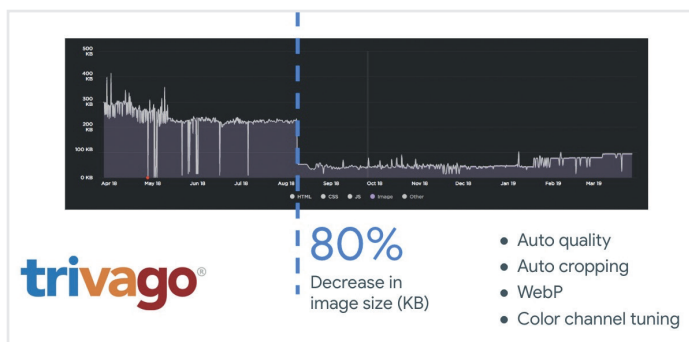 500
KB
400
KB
300
KB
200
KB
100 KB
0 KB
Apr 18 May 18 Jun 18 Jul 18 Aug 18 Sep 18 Oct 18 Nov 18 Dec 18 Jan 19 Feb 19 Mar 19
HTML CSS JS Image Other
80%
Decrease in
image size (KB)
trivago®
• Auto quality
• Auto cropping
• WebP
• Color channel tuning